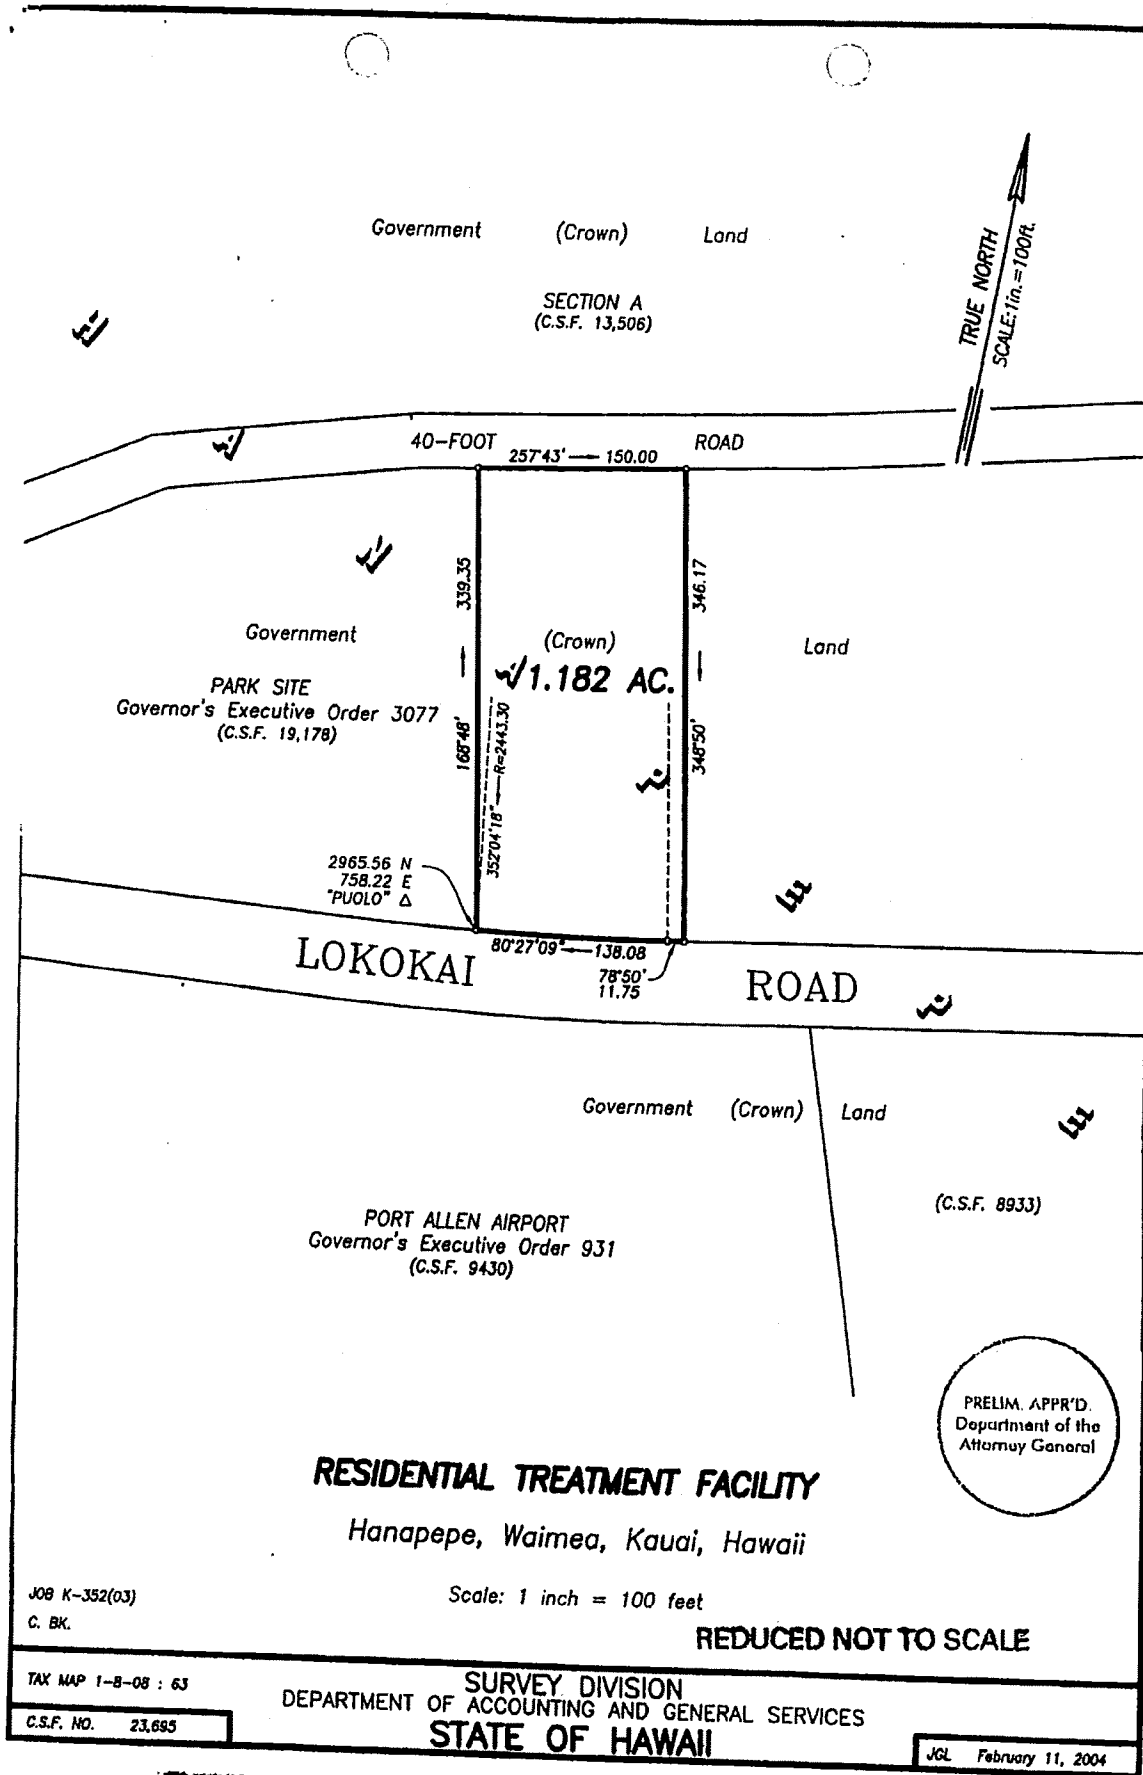 Government (Crown) Land
SECTION A
(C.S.F. 13,506)
TRUE NORTH
SCALE:1in.=100ft.
40-FOOT ROAD
257°43' 150.00
339.35
168°48'
346.17
348°50'
Government (Crown) Land
1.182 AC.
PARK SITE
Governor's Executive Order 3077
(C.S.F. 19,178)
352°04'18" R=2443.30
2965.56 N
758.22 E
"PUOLO" Δ
80°27'09" 138.08
78°50'
11.75
LOKOKAI ROAD
Government (Crown) Land
(C.S.F. 8933)
PORT ALLEN AIRPORT
Governor's Executive Order 931
(C.S.F. 9430)
PRELIM. APPR'D.
Department of the
Attorney General
RESIDENTIAL TREATMENT FACILITY
Hanapepe, Waimea, Kauai, Hawaii
JOB K-352(03)
C. BK.
Scale: 1 inch = 100 feet
REDUCED NOT TO SCALE
TAX MAP 1-8-08 : 63
C.S.F. NO. 23,695
SURVEY DIVISION
DEPARTMENT OF ACCOUNTING AND GENERAL SERVICES
STATE OF HAWAII
JGL February 11, 2004